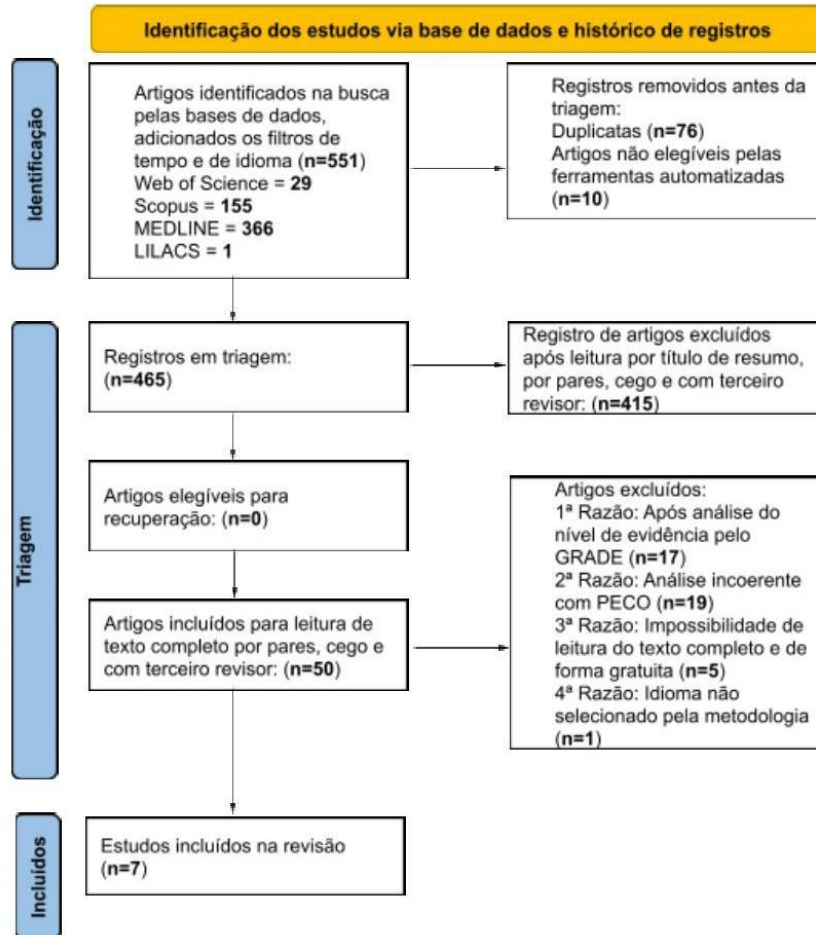 Identificação dos estudos via base de dados e histórico de registros
Identificação
Artigos identificados na busca
pelas bases de dados,
adicionados os filtros de
tempo e de idioma (n=551)
Web of Science = 29
Scopus = 155
MEDLINE = 366
LILACS = 1
Registros removidos antes da
triagem:
Duplicatas (n=76)
Artigos não elegíveis pelas
ferramentas automatizadas
(n=10)
Triagem
Registros em triagem:
(n=465)
Registro de artigos excluídos
após leitura por título de resumo,
por pares, cego e com terceiro
revisor: (n=415)
Artigos elegíveis para
recuperação: (n=0)
Artigos incluídos para leitura de
texto completo por pares, cego e
com terceiro revisor: (n=50)
Artigos excluídos:
1ª Razão: Após análise do
nível de evidência pelo
GRADE (n=17)
2ª Razão: Análise incoerente
com PECO (n=19)
3ª Razão: Impossibilidade de
leitura do texto completo e de
forma gratuita (n=5)
4ª Razão: Idioma não
selecionado pela metodologia
(n=1)
Incluídos
Estudos incluídos na revisão
(n=7)